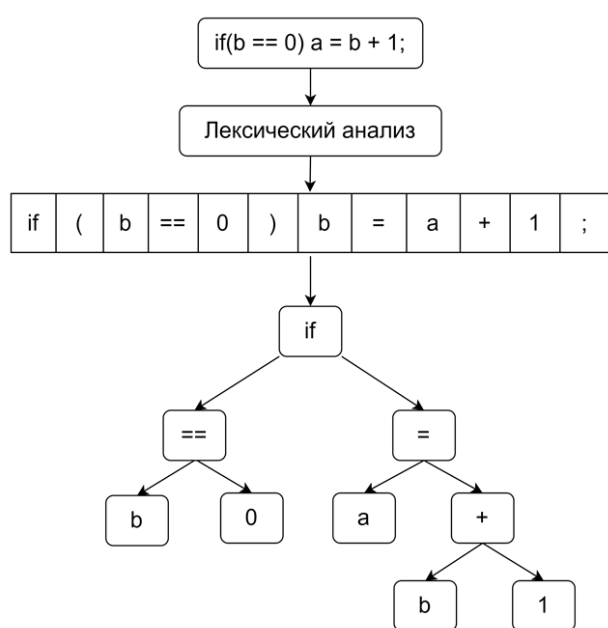 if(b == 0) a = b + 1;
Лексический анализ
if ( b == 0 ) b = a + 1 ;
if
== =
b 0 a +
b 1